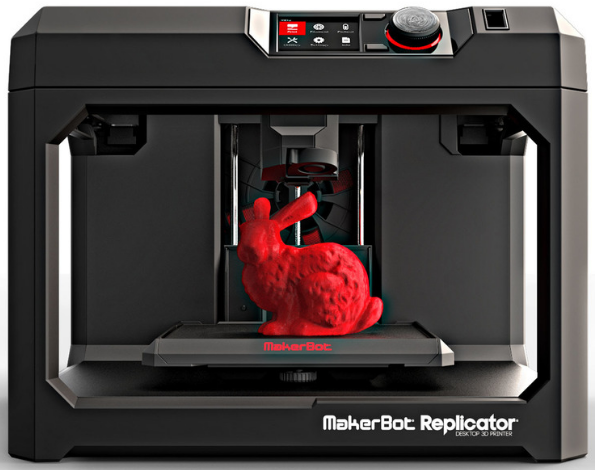 MakerBot
MakerBot Replicator
DESKTOP 3D PRINTER